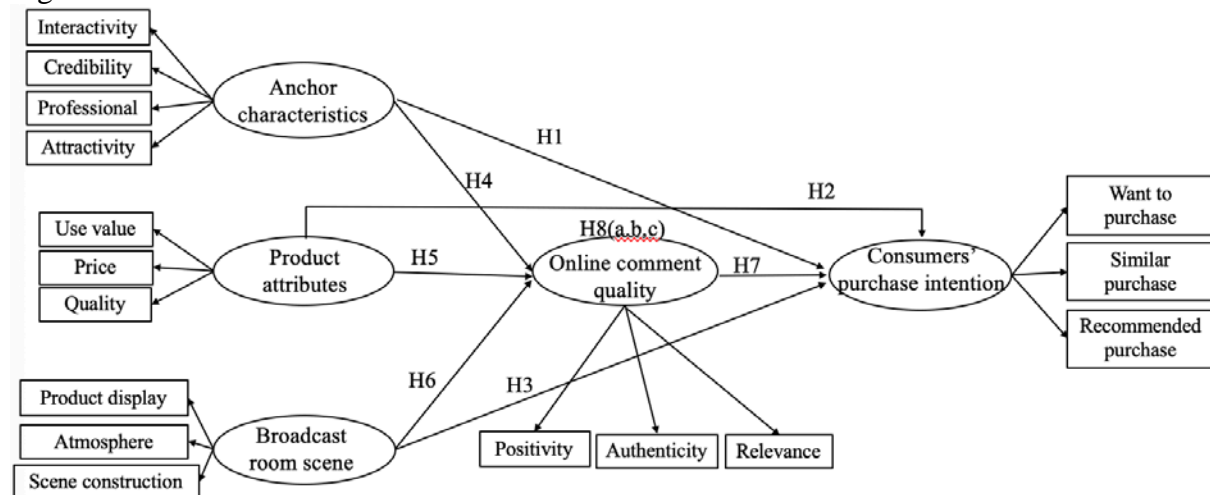 Interactivity
Credibility
Professional
Attractivity
Anchor
characteristics
H1
H4
H2
Use value
Price
Quality
Product
attributes
H5
H8(a,b,c)
Online comment
quality
H7
Consumers’
purchase intention
Want to
purchase
Similar
purchase
Recommended
purchase
H6
H3
Product display
Atmosphere
Scene construction
Broadcast
room scene
Positivity
Authenticity
Relevance